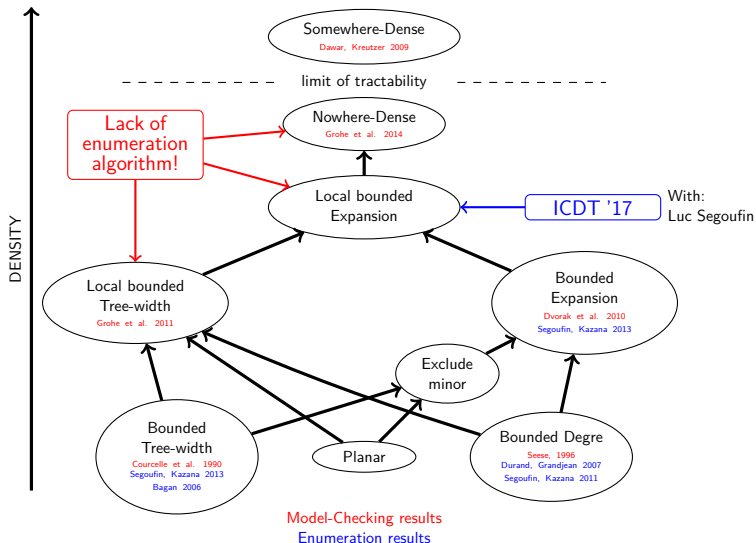 Somewhere-Dense
Dawar, Kreutzer 2009
limit of tractability
Lack of
enumeration
algorithm!
Nowhere-Dense
Grohe et al. 2014
Local bounded
Expansion
ICDT '17
With:
Luc Segoufin
DENSITY
Local bounded
Tree-width
Grohe et al. 2011
Bounded
Expansion
Dvorak et al. 2010
Segoufin, Kazana 2013
Exclude
minor
Bounded
Tree-width
Courcelle et al. 1990
Segoufin, Kazana 2013
Bagan 2006
Planar
Bounded Degre
Seese, 1996
Durand, Grandjean 2007
Segoufin, Kazana 2011
Model-Checking results
Enumeration results